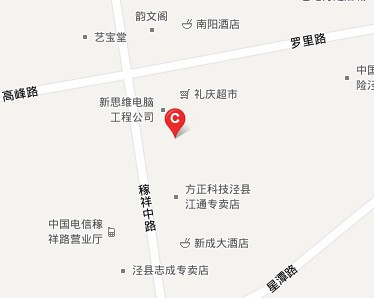 韵文阁
南阳酒店
艺宝堂
罗里路
中国
险泾
高峰路
礼庆超市
新思维电脑
工程公司
C
稼祥中路
方正科技泾县
江通专卖店
中国电信稼
祥路营业厅
新成大酒店
泾县志成专卖店
星潭路